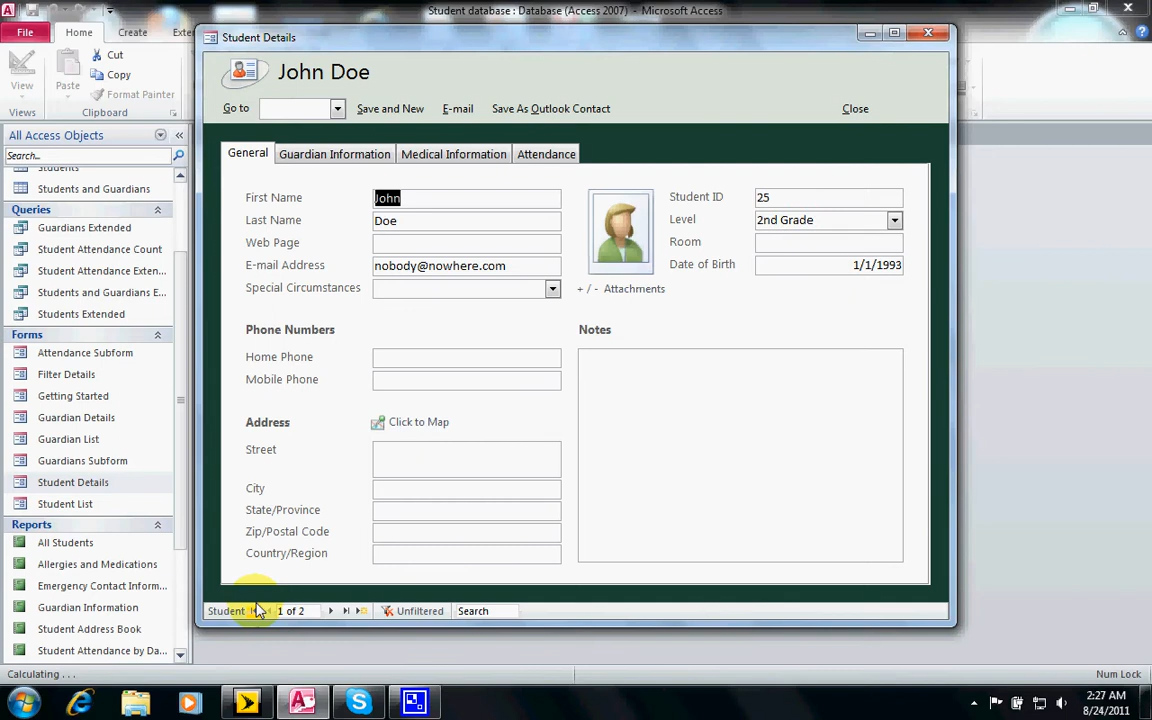 Student database : Database (Access 2007) - Microsoft Access
File
Home
Create
Student Details
Cut
Copy
Format Painter
View
Paste
Views
Clipboard
John Doe
Go to
Save and New
E-mail
Save As Outlook Contact
Close
All Access Objects
Search...
Students
Students and Guardians
Queries
Guardians Extended
Student Attendance Count
Student Attendance Exten...
Students and Guardians E...
Students Extended
Forms
Attendance Subform
Filter Details
Getting Started
Guardian Details
Guardian List
Guardians Subform
Student Details
Student List
Reports
All Students
Allergies and Medications
Emergency Contact Inform...
Guardian Information
Student Address Book
Student Attendance by Da...
General
Guardian Information
Medical Information
Attendance
First Name John
Last Name Doe
Web Page
E-mail Address nobody@nowhere.com
Special Circumstances
Student ID 25
Level 2nd Grade
Room
Date of Birth 1/1/1993
+ / - Attachments
Phone Numbers
Home Phone
Mobile Phone
Notes
Address
Click to Map
Street
City
State/Province
Zip/Postal Code
Country/Region
Student 1 of 2 Unfiltered Search
Calculating . . .
Num Lock
2:27 AM
8/24/2011